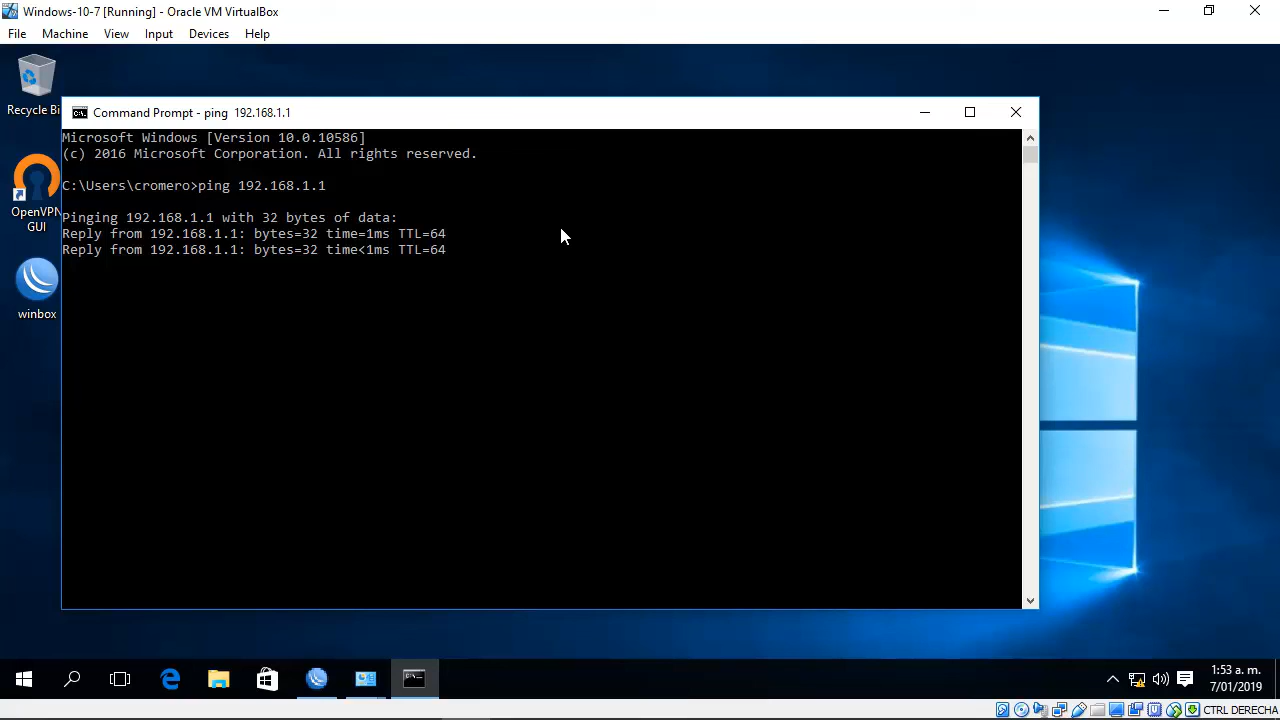 Windows-10-7 [Running] - Oracle VM VirtualBox
File Machine View Input Devices Help
Recycle Bi
Command Prompt - ping 192.168.1.1
Microsoft Windows [Version 10.0.10586]
(c) 2016 Microsoft Corporation. All rights reserved.
C:\Users\cromero>ping 192.168.1.1
Pinging 192.168.1.1 with 32 bytes of data:
Reply from 192.168.1.1: bytes=32 time=1ms TTL=64
Reply from 192.168.1.1: bytes=32 time<1ms TTL=64
OpenVPN
GUI
winbox
1:53 a. m.
7/01/2019
CTRL DERECHA